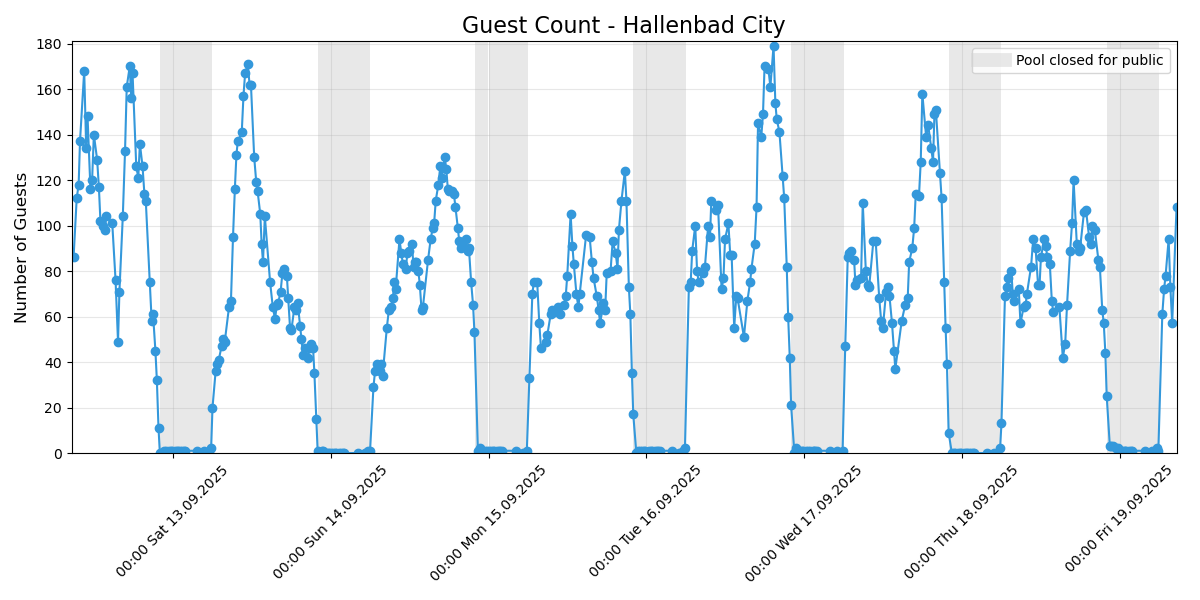 Guest Count - Hallenbad City
Pool closed for public
Number of Guests
180
160
140
120
100
80
60
40
20
0
00:00 Sat 13.09.2025
00:00 Sun 14.09.2025
00:00 Mon 15.09.2025
00:00 Tue 16.09.2025
00:00 Wed 17.09.2025
00:00 Thu 18.09.2025
00:00 Fri 19.09.2025